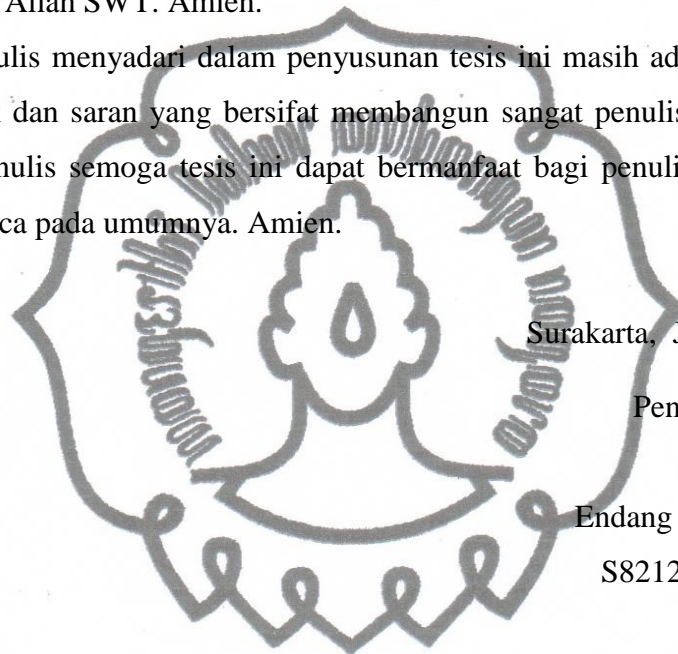 Allah SWT. Amien.
ulis menyadari dalam penyusunan tesis ini masih ad
dan saran yang bersifat membangun sangat penulis
nulis semoga tesis ini dapat bermanfaat bagi penuli
ca pada umumnya. Amien.
Surakarta, J
Pen
Endang
S8212